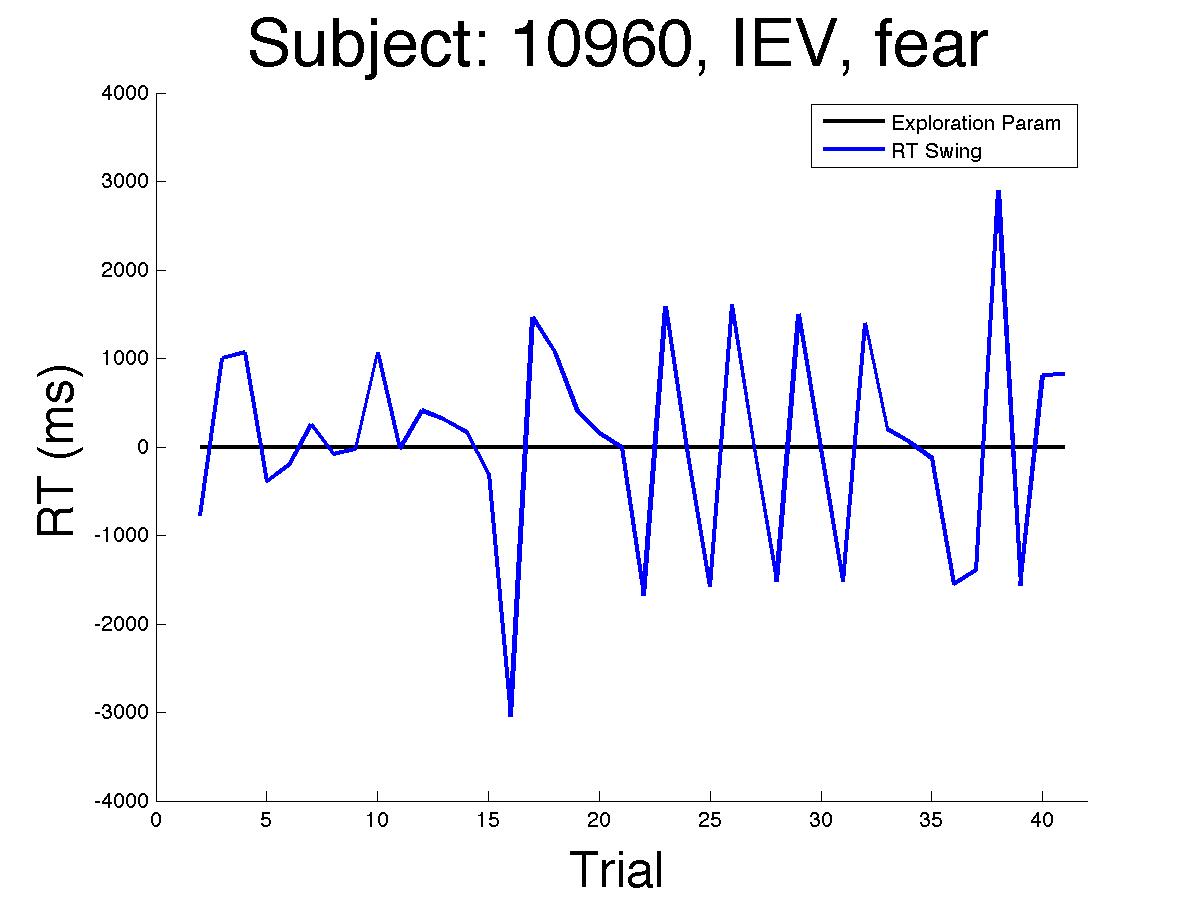 Subject: 10960, IEV, fear
Exploration Param
RT Swing
4000
3000
2000
1000
0
-1000
-2000
-3000
-4000
RT (ms)
0 5 10 15 20 25 30 35 40
Trial